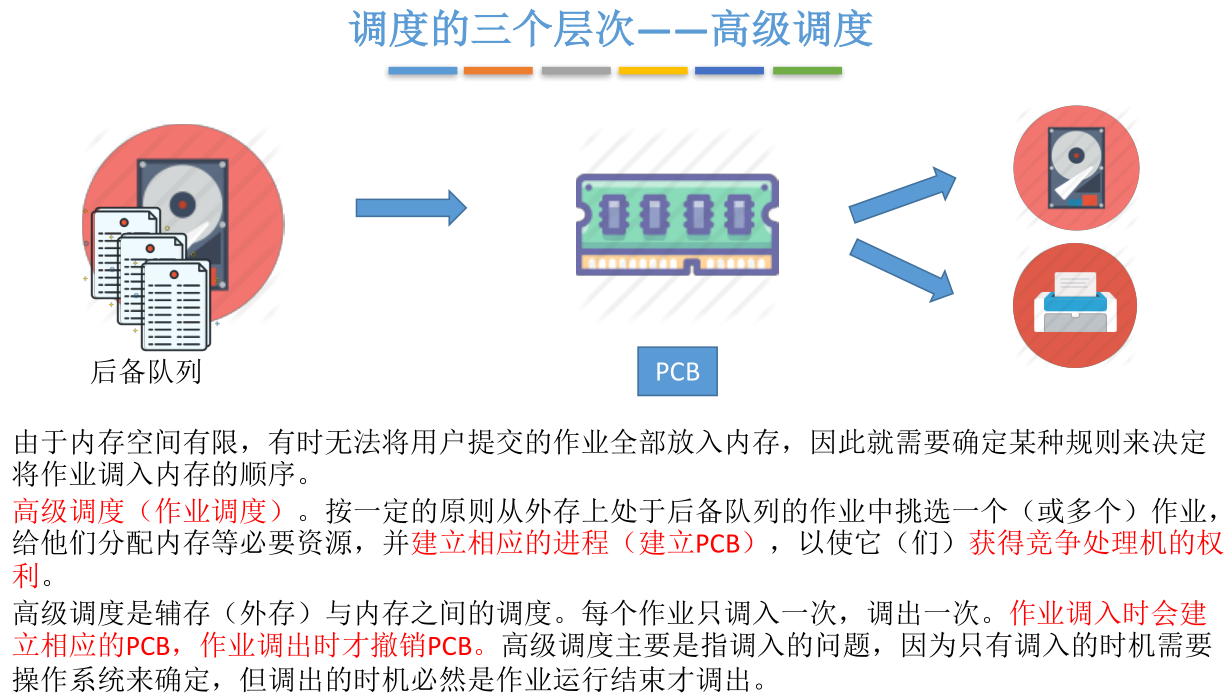 调度的三个层次——高级调度
后备队列
PCB
由于内存空间有限，有时无法将用户提交的作业全部放入内存，因此就需要确定某种规则来决定
将作业调入内存的顺序。
高级调度（作业调度）。按一定的原则从外存上处于后备队列的作业中挑选一个（或多个）作业，
给他们分配内存等必要资源，并建立相应的进程（建立PCB），以使它（们）获得竞争处理机的权
利。
高级调度是辅存（外存）与内存之间的调度。每个作业只调入一次，调出一次。作业调入时会建
立相应的PCB，作业调出时才撤销PCB。高级调度主要是指调入的问题，因为只有调入的时机需要
操作系统来确定，但调出的时机必然是作业运行结束才调出。